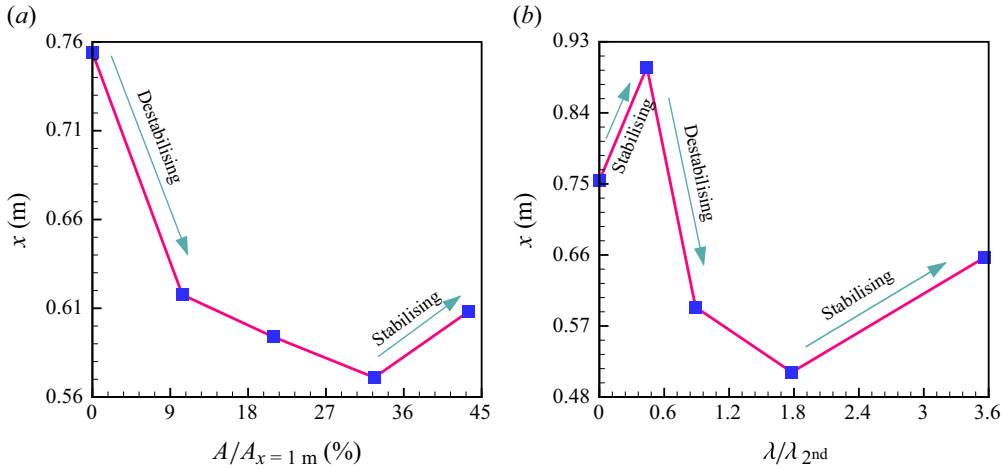 (a)
0.76
0.71
0.66
0.61
0.56
x (m)
Destabilising
Stabilising
0 9 18 27 36 45
A/A x = 1 m (%)
(b)
0.93
0.84
0.75
0.66
0.57
0.48
x (m)
Stabilising
Destabilising
Stabilising
0 0.6 1.2 1.8 2.4 3 3.6
λ/λ 2nd